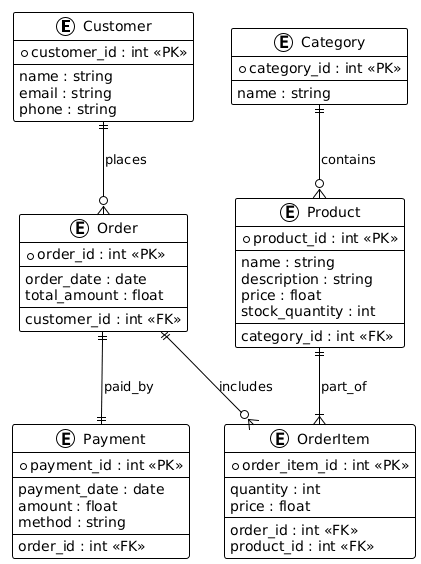 E Customer
customer_id : int «PK»
name : string
email : string
phone : string
E Category
category_id : int «PK»
name : string
places
contains
E Order
order_id : int «PK»
order_date : date
total_amount : float
customer_id : int «FK»
E Product
product_id : int «PK»
name : string
description : string
price : float
stock_quantity : int
category_id : int «FK»
paid_by
includes
part_of
E Payment
payment_id : int «PK»
payment_date : date
amount : float
method : string
order_id : int «FK»
E OrderItem
order_item_id : int «PK»
quantity : int
price : float
order_id : int «FK»
product_id : int «FK»